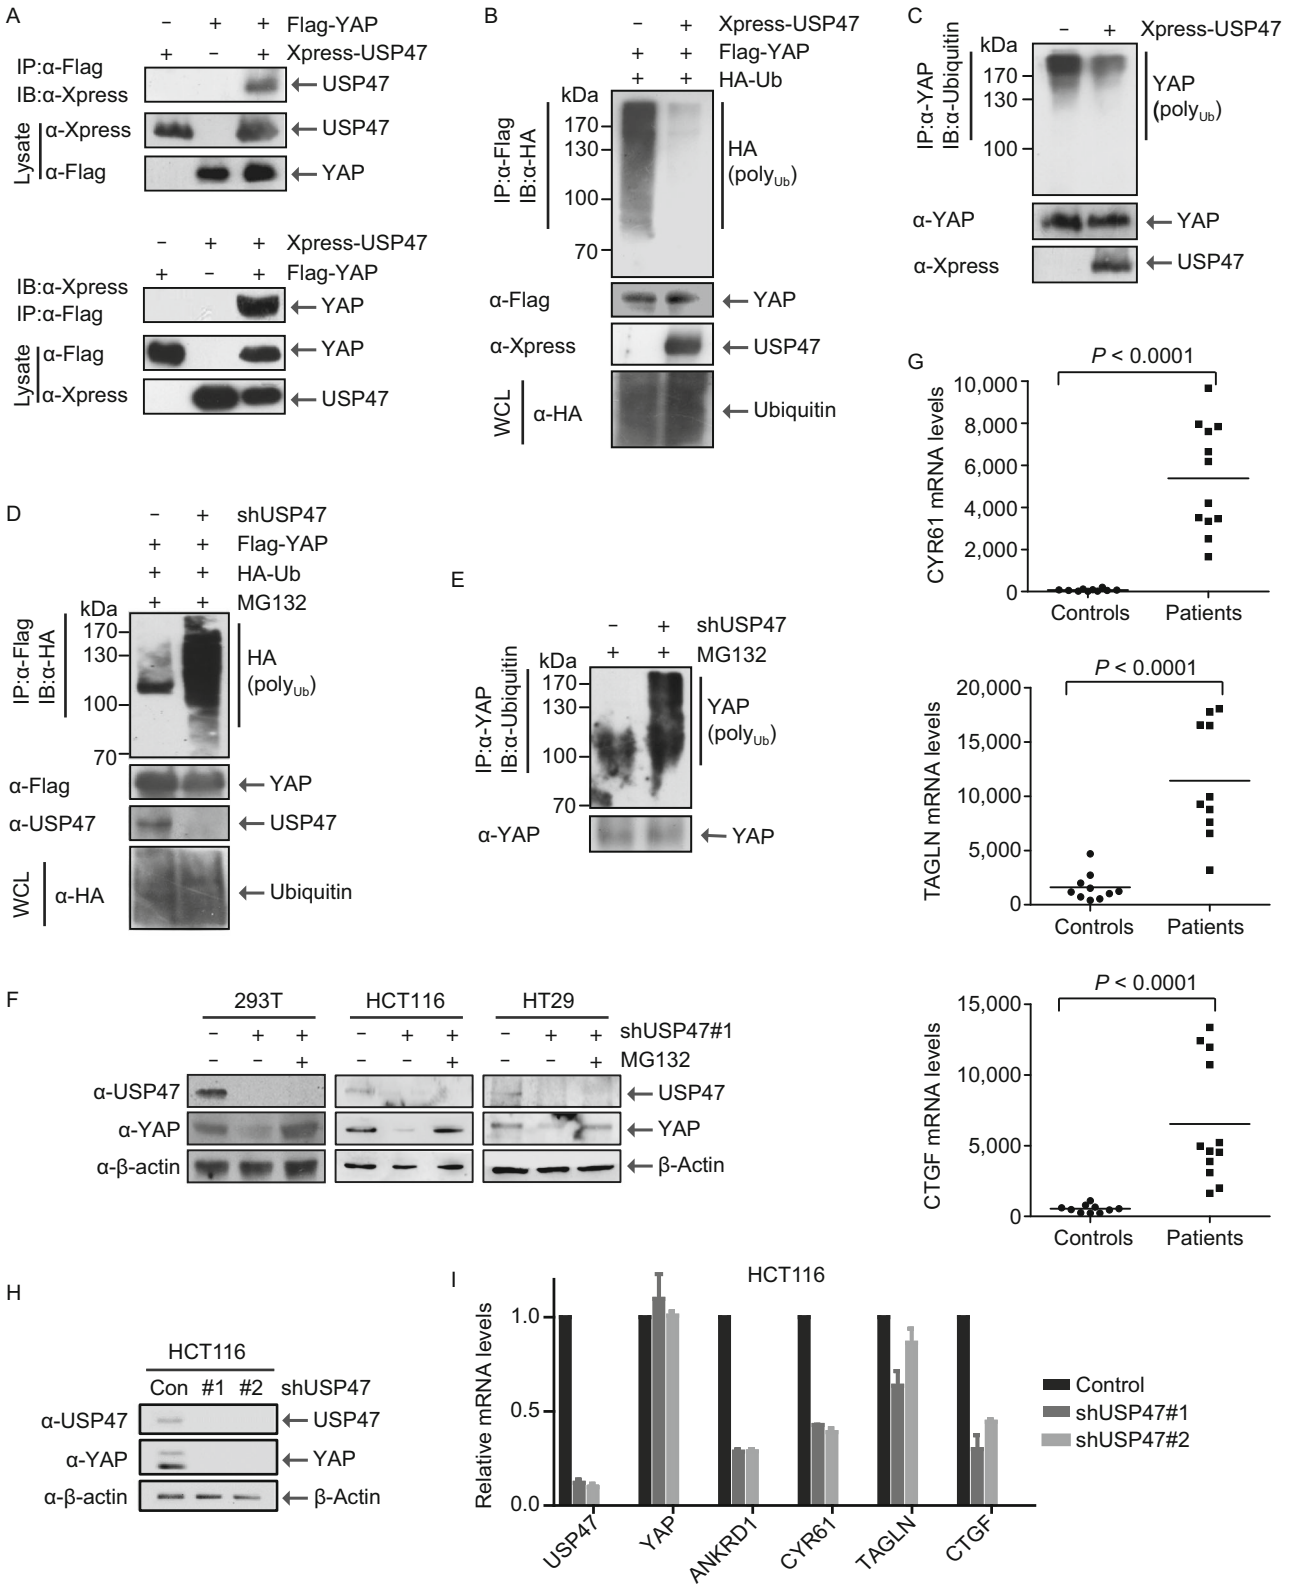 A
− + + Flag-YAP
+ − + Xpress-USP47
IP:α-Flag
IB:α-Xpress
USP47
Lysate
α-Xpress
USP47
α-Flag
YAP
− + + Xpress-USP47
+ − + Flag-YAP
IB:α-Xpress
IP:α-Flag
YAP
Lysate
α-Flag
YAP
α-Xpress
USP47
B
− + Xpress-USP47
+ + Flag-YAP
+ + HA-Ub
kDa
IP:α-Flag
IB:α-HA
170
130
100
70
HA
(polyUb)
α-Flag
YAP
α-Xpress
USP47
WCL
α-HA
Ubiquitin
C
− + Xpress-USP47
kDa
IP:α-YAP
IB:α-Ubiquitin
170
130
100
YAP
(polyUb)
α-YAP
YAP
α-Xpress
USP47
D
− + shUSP47
+ + Flag-YAP
+ + HA-Ub
+ + MG132
kDa
IP:α-Flag
IB:α-HA
170
130
100
70
HA
(polyUb)
α-Flag
YAP
α-USP47
USP47
WCL
α-HA
Ubiquitin
E
− + shUSP47
+ + MG132
kDa
IP:α-YAP
IB:α-Ubiquitin
170
130
100
70
YAP
(polyUb)
α-YAP
YAP
F
293T HCT116 HT29
− + + − + + − + + shUSP47#1
− − + − − + − − + MG132
α-USP47
USP47
α-YAP
YAP
α-β-actin
β-Actin
G
P < 0.0001
CYR61 mRNA levels
10,000
8,000
6,000
4,000
2,000
0
Controls Patients
P < 0.0001
TAGLN mRNA levels
20,000
15,000
10,000
5,000
0
Controls Patients
P < 0.0001
CTGF mRNA levels
15,000
10,000
5,000
0
Controls Patients
H
HCT116
Con #1 #2 shUSP47
α-USP47
USP47
α-YAP
YAP
α-β-actin
β-Actin
I
HCT116
Relative mRNA levels
1.0
0.5
0.0
USP47 YAP ANKRD1 CYR61 TAGLN CTGF
Control
shUSP47#1
shUSP47#2